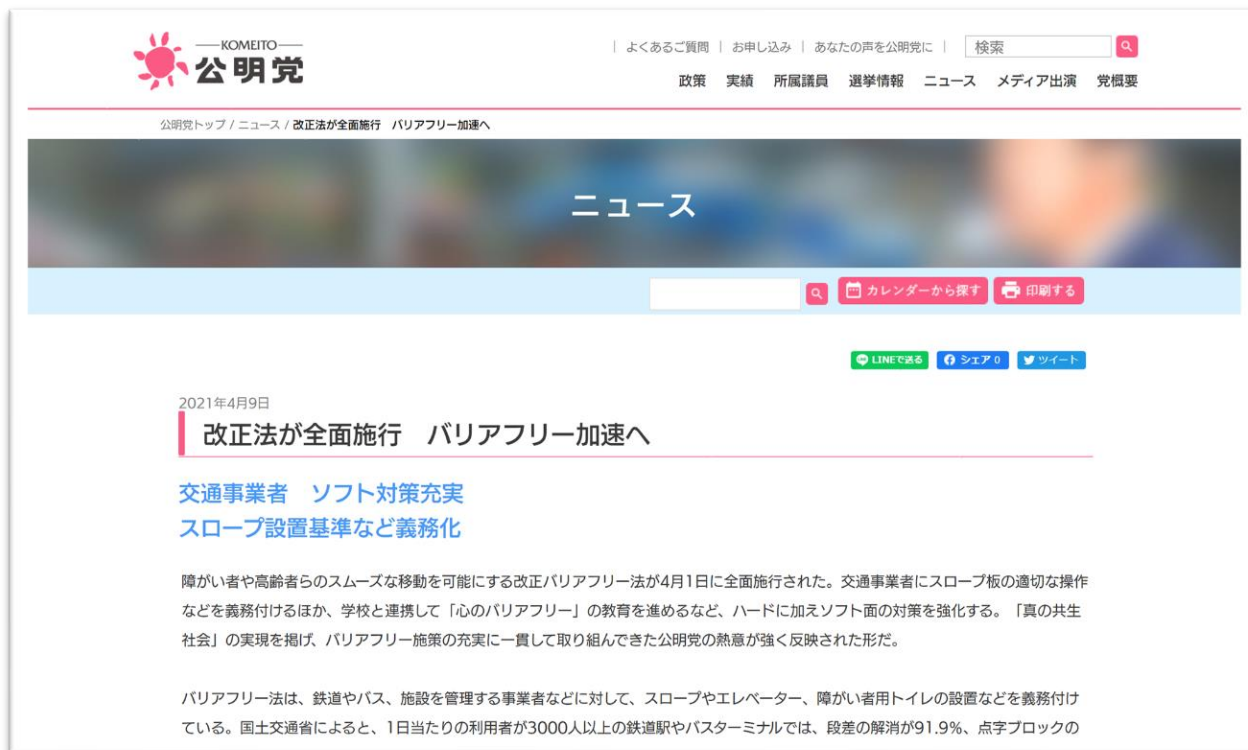 KOMEITO
公明党
｜ よくあるご質問 ｜ お申し込み ｜ あなたの声を公明党に ｜ 検索
政策 実績 所属議員 選挙情報 ニュース メディア出演 党概要
公明党トップ / ニュース / 改正法が全面施行　バリアフリー加速へ
ニュース
カレンダーから探す 印刷する
LINEで送る シェア 0 ツイート
2021年4月9日
改正法が全面施行　バリアフリー加速へ
交通事業者　ソフト対策充実
スロープ設置基準など義務化
障がい者や高齢者らのスムーズな移動を可能にする改正バリアフリー法が4月1日に全面施行された。交通事業者にスロープ板の適切な操作
などを義務付けるほか、学校と連携して「心のバリアフリー」の教育を進めるなど、ハードに加えソフト面の対策を強化する。「真の共生
社会」の実現を掲げ、バリアフリー施策の充実に一貫して取り組んできた公明党の熱意が強く反映された形だ。
バリアフリー法は、鉄道やバス、施設を管理する事業者などに対して、スロープやエレベーター、障がい者用トイレの設置などを義務付け
ている。国土交通省によると、1日当たりの利用者が3000人以上の鉄道駅やバスターミナルでは、段差の解消が91.9%、点字ブロックの